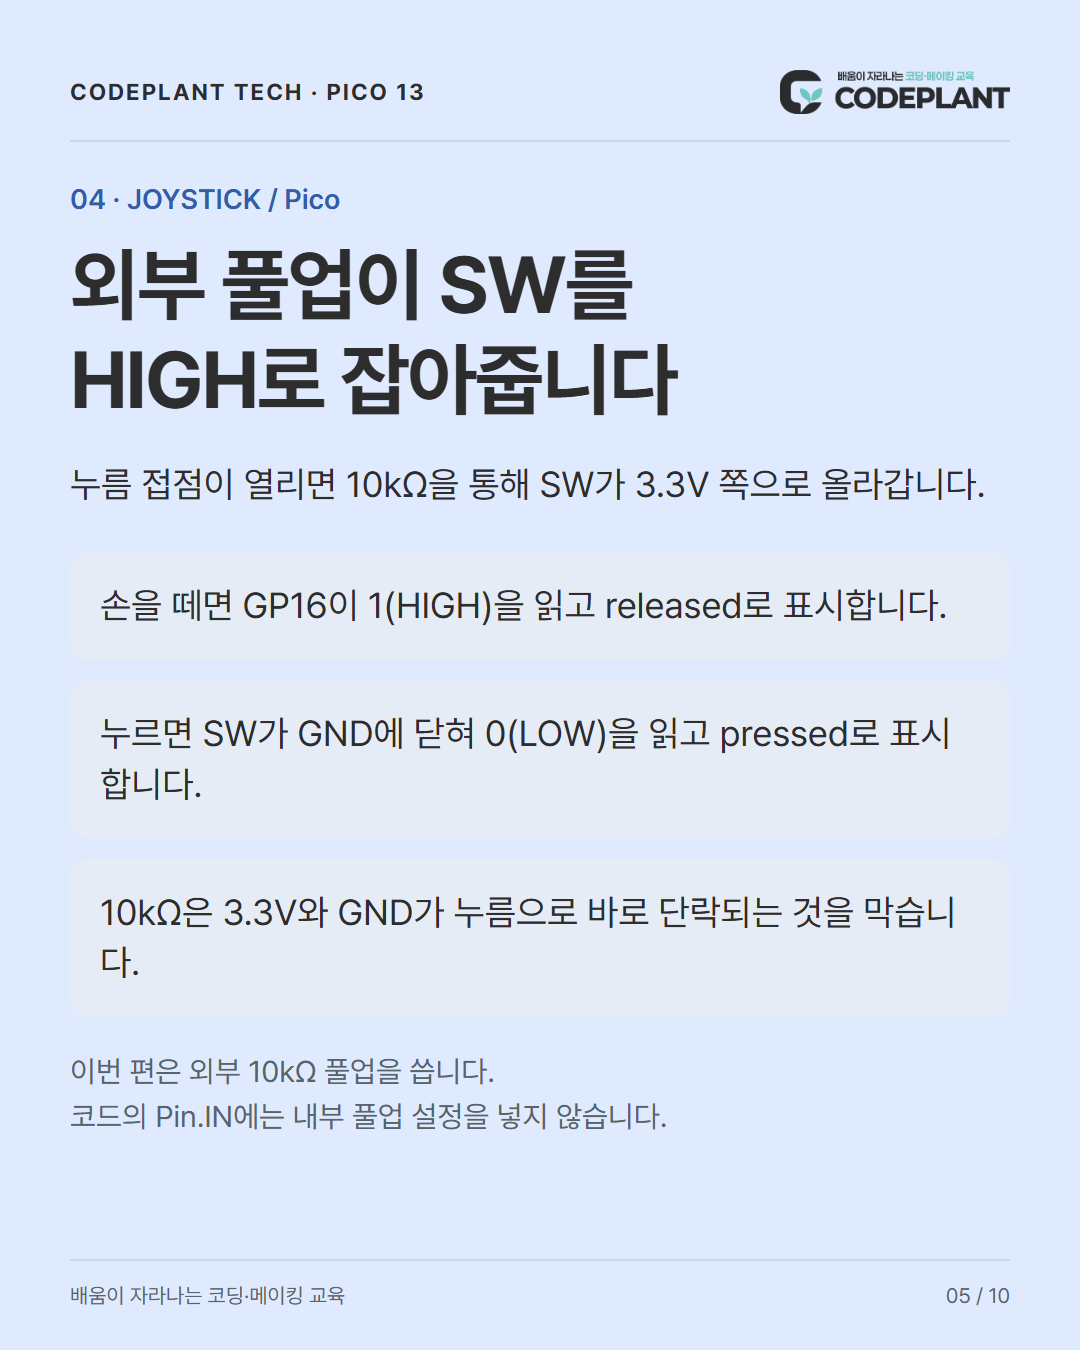 CODEPLANT TECH · PICO 13
배움이 자라나는 코딩·메이킹 교육
CODEPLANT
04 · JOYSTICK / Pico
외부 풀업이 SW를
HIGH로 잡아줍니다
누름 접점이 열리면 10kΩ을 통해 SW가 3.3V 쪽으로 올라갑니다.
손을 떼면 GP16이 1(HIGH)을 읽고 released로 표시합니다.
누르면 SW가 GND에 닫혀 0(LOW)을 읽고 pressed로 표시
합니다.
10kΩ은 3.3V와 GND가 누름으로 바로 단락되는 것을 막습니
다.
이번 편은 외부 10kΩ 풀업을 씁니다.
코드의 Pin.IN에는 내부 풀업 설정을 넣지 않습니다.
배움이 자라나는 코딩·메이킹 교육
05 / 10